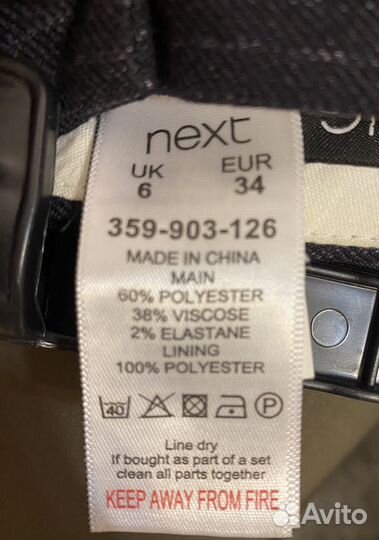 next
UK EUR
6 34
359-903-126
MADE IN CHINA
MAIN
60% POLYESTER
38% VISCOSE
2% ELASTANE
LINING
100% POLYESTER
40 P
Line dry
If bought as part of a set
clean all parts together
KEEP AWAY FROM FIRE
Avito